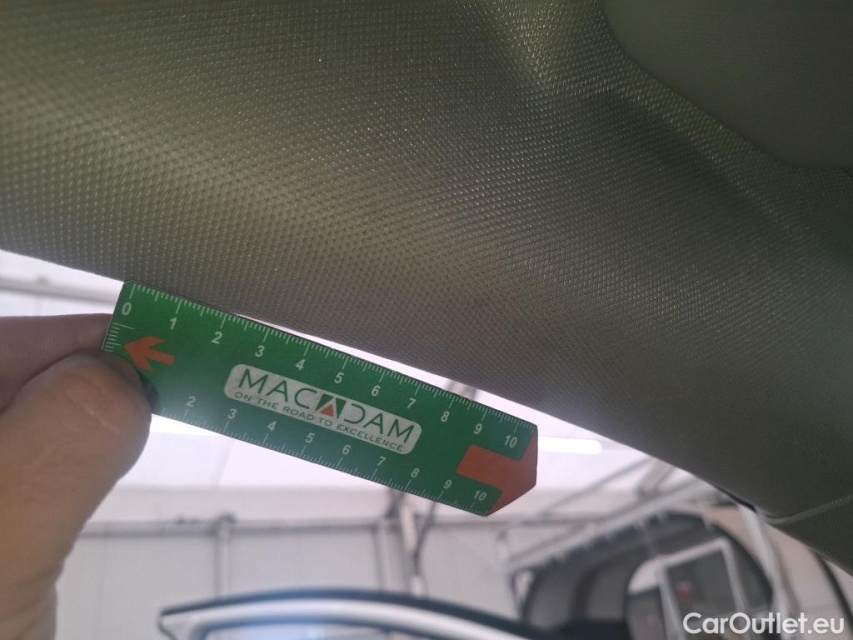 0 1 2 3 4 5 6 7 8 9 10
MACADAM
ON THE ROAD TO EXCELLENCE
2 3 4 5 6 7 8 9 10
CarOutlet.eu